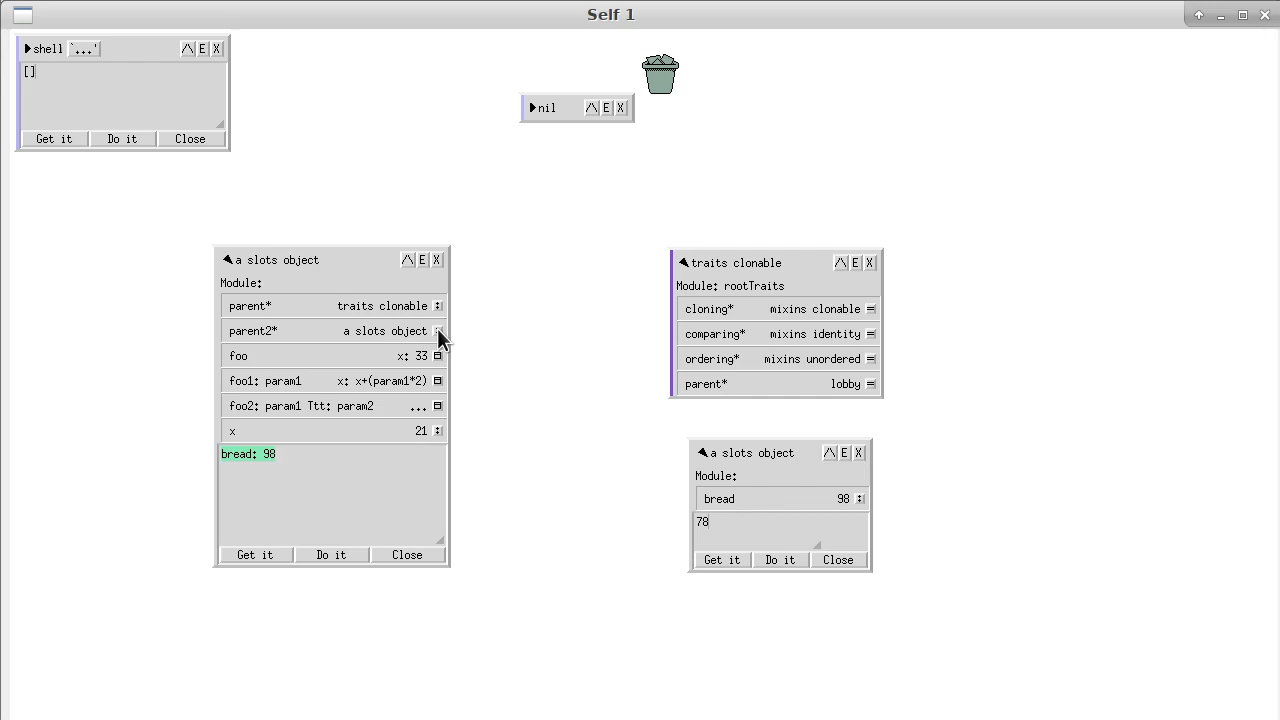 Self 1
shell `...' /\ E X
[]
Get it Do it Close
nil /\ E X
a slots object /\ E X
Module:
parent* traits clonable
parent2* a slots object
foo x: 33
foo1: param1 x: x+(param1*2)
foo2: param1 Ttt: param2 ...
x 21
bread: 98
Get it Do it Close
traits clonable /\ E X
Module: rootTraits
cloning* mixins clonable
comparing* mixins identity
ordering* mixins unordered
parent* lobby
a slots object /\ E X
Module:
bread 98
78
Get it Do it Close